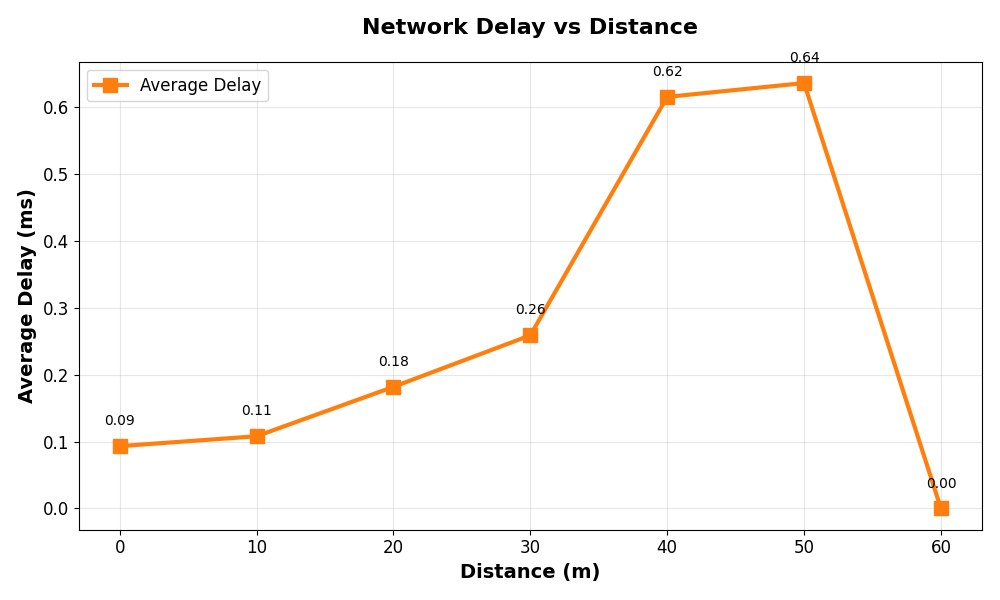 Network Delay vs Distance
Average Delay
0.09
0.11
0.18
0.26
0.62
0.64
0.00
0.6
0.5
0.4
0.3
0.2
0.1
0.0
Average Delay (ms)
0 10 20 30 40 50 60
Distance (m)